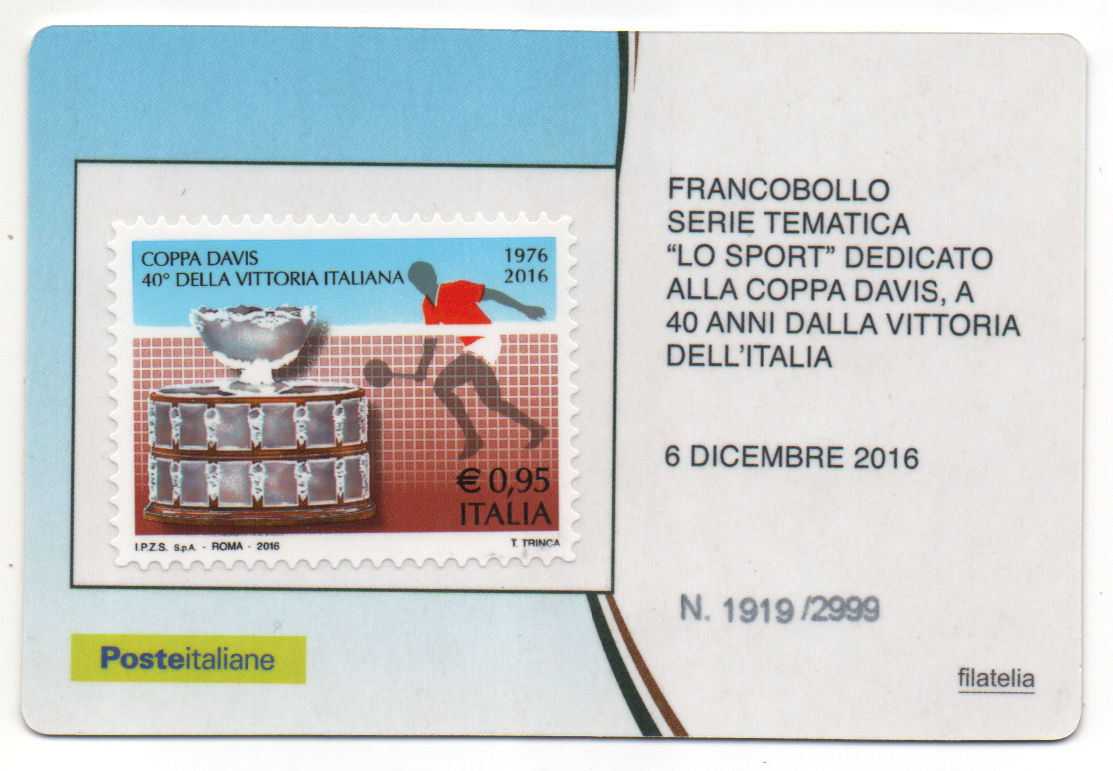 COPPA DAVIS
40° DELLA VITTORIA ITALIANA
1976
2016
€ 0,95
ITALIA
I.P.Z.S. S.p.A. - ROMA - 2016
T. TRINCA
Posteitaliane
FRANCOBOLLO
SERIE TEMATICA
“LO SPORT” DEDICATO
ALLA COPPA DAVIS, A
40 ANNI DALLA VITTORIA
DELL’ITALIA
6 DICEMBRE 2016
N. 1919/2999
filatelia